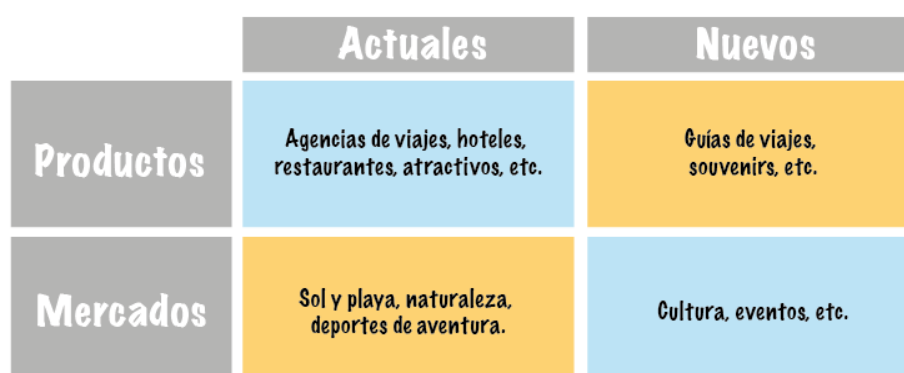 Actuales
Nuevos
Productos
Agencias de viajes, hoteles,
restaurantes, atractivos, etc.
Guías de viajes,
souvenirs, etc.
Mercados
Sol y playa, naturaleza,
deportes de aventura.
Cultura, eventos, etc.